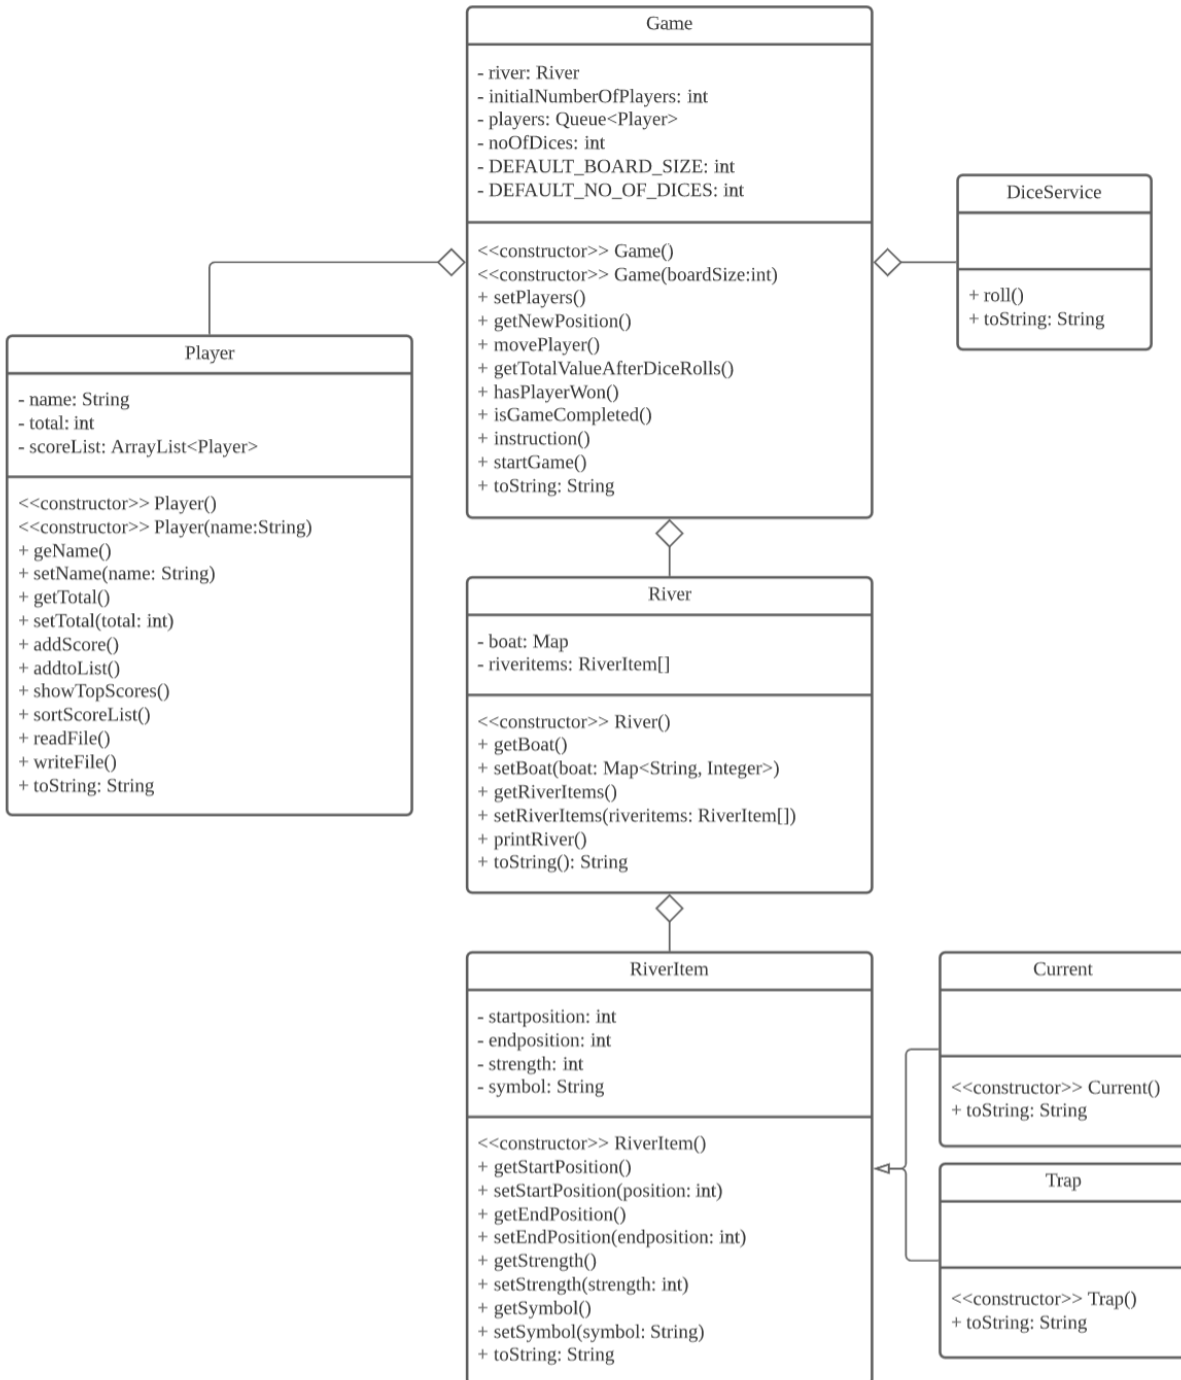 Game
- river: River
- initialNumberOfPlayers: int
- players: Queue<Player>
- noOfDices: int
- DEFAULT_BOARD_SIZE: int
- DEFAULT_NO_OF_DICES: int
<<constructor>> Game()
<<constructor>> Game(boardSize:int)
+ setPlayers()
+ getNewPosition()
+ movePlayer()
+ getTotalValueAfterDiceRolls()
+ hasPlayerWon()
+ isGameCompleted()
+ instruction()
+ startGame()
+ toString: String
DiceService
+ roll()
+ toString: String
Player
- name: String
- total: int
- scoreList: ArrayList<Player>
<<constructor>> Player()
<<constructor>> Player(name:String)
+ geName()
+ setName(name: String)
+ getTotal()
+ setTotal(total: int)
+ addScore()
+ addtoList()
+ showTopScores()
+ sortScoreList()
+ readFile()
+ writeFile()
+ toString: String
River
- boat: Map
- riveritems: RiverItem[]
<<constructor>> River()
+ getBoat()
+ setBoat(boat: Map<String, Integer>)
+ getRiverItems()
+ setRiverItems(riveritems: RiverItem[])
+ printRiver()
+ toString(): String
RiverItem
- startposition: int
- endposition: int
- strength: int
- symbol: String
<<constructor>> RiverItem()
+ getStartPosition()
+ setStartPosition(position: int)
+ getEndPosition()
+ setEndPosition(endposition: int)
+ getStrength()
+ setStrength(strength: int)
+ getSymbol()
+ setSymbol(symbol: String)
+ toString: String
Current
<<constructor>> Current()
+ toString: String
Trap
<<constructor>> Trap()
+ toString: String